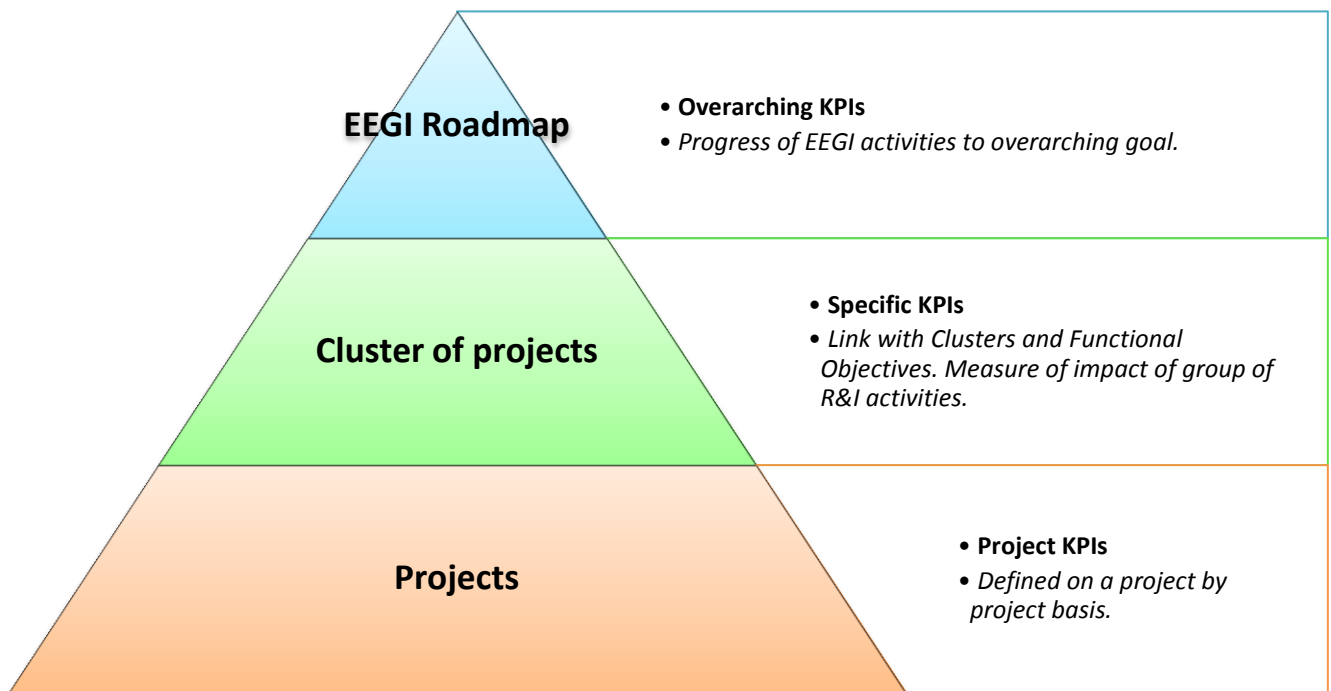 EEGI Roadmap
• Overarching KPIs
• Progress of EEGI activities to overarching goal.
Cluster of projects
• Specific KPIs
• Link with Clusters and Functional
Objectives. Measure of impact of group of
R&I activities.
Projects
• Project KPIs
• Defined on a project by
project basis.